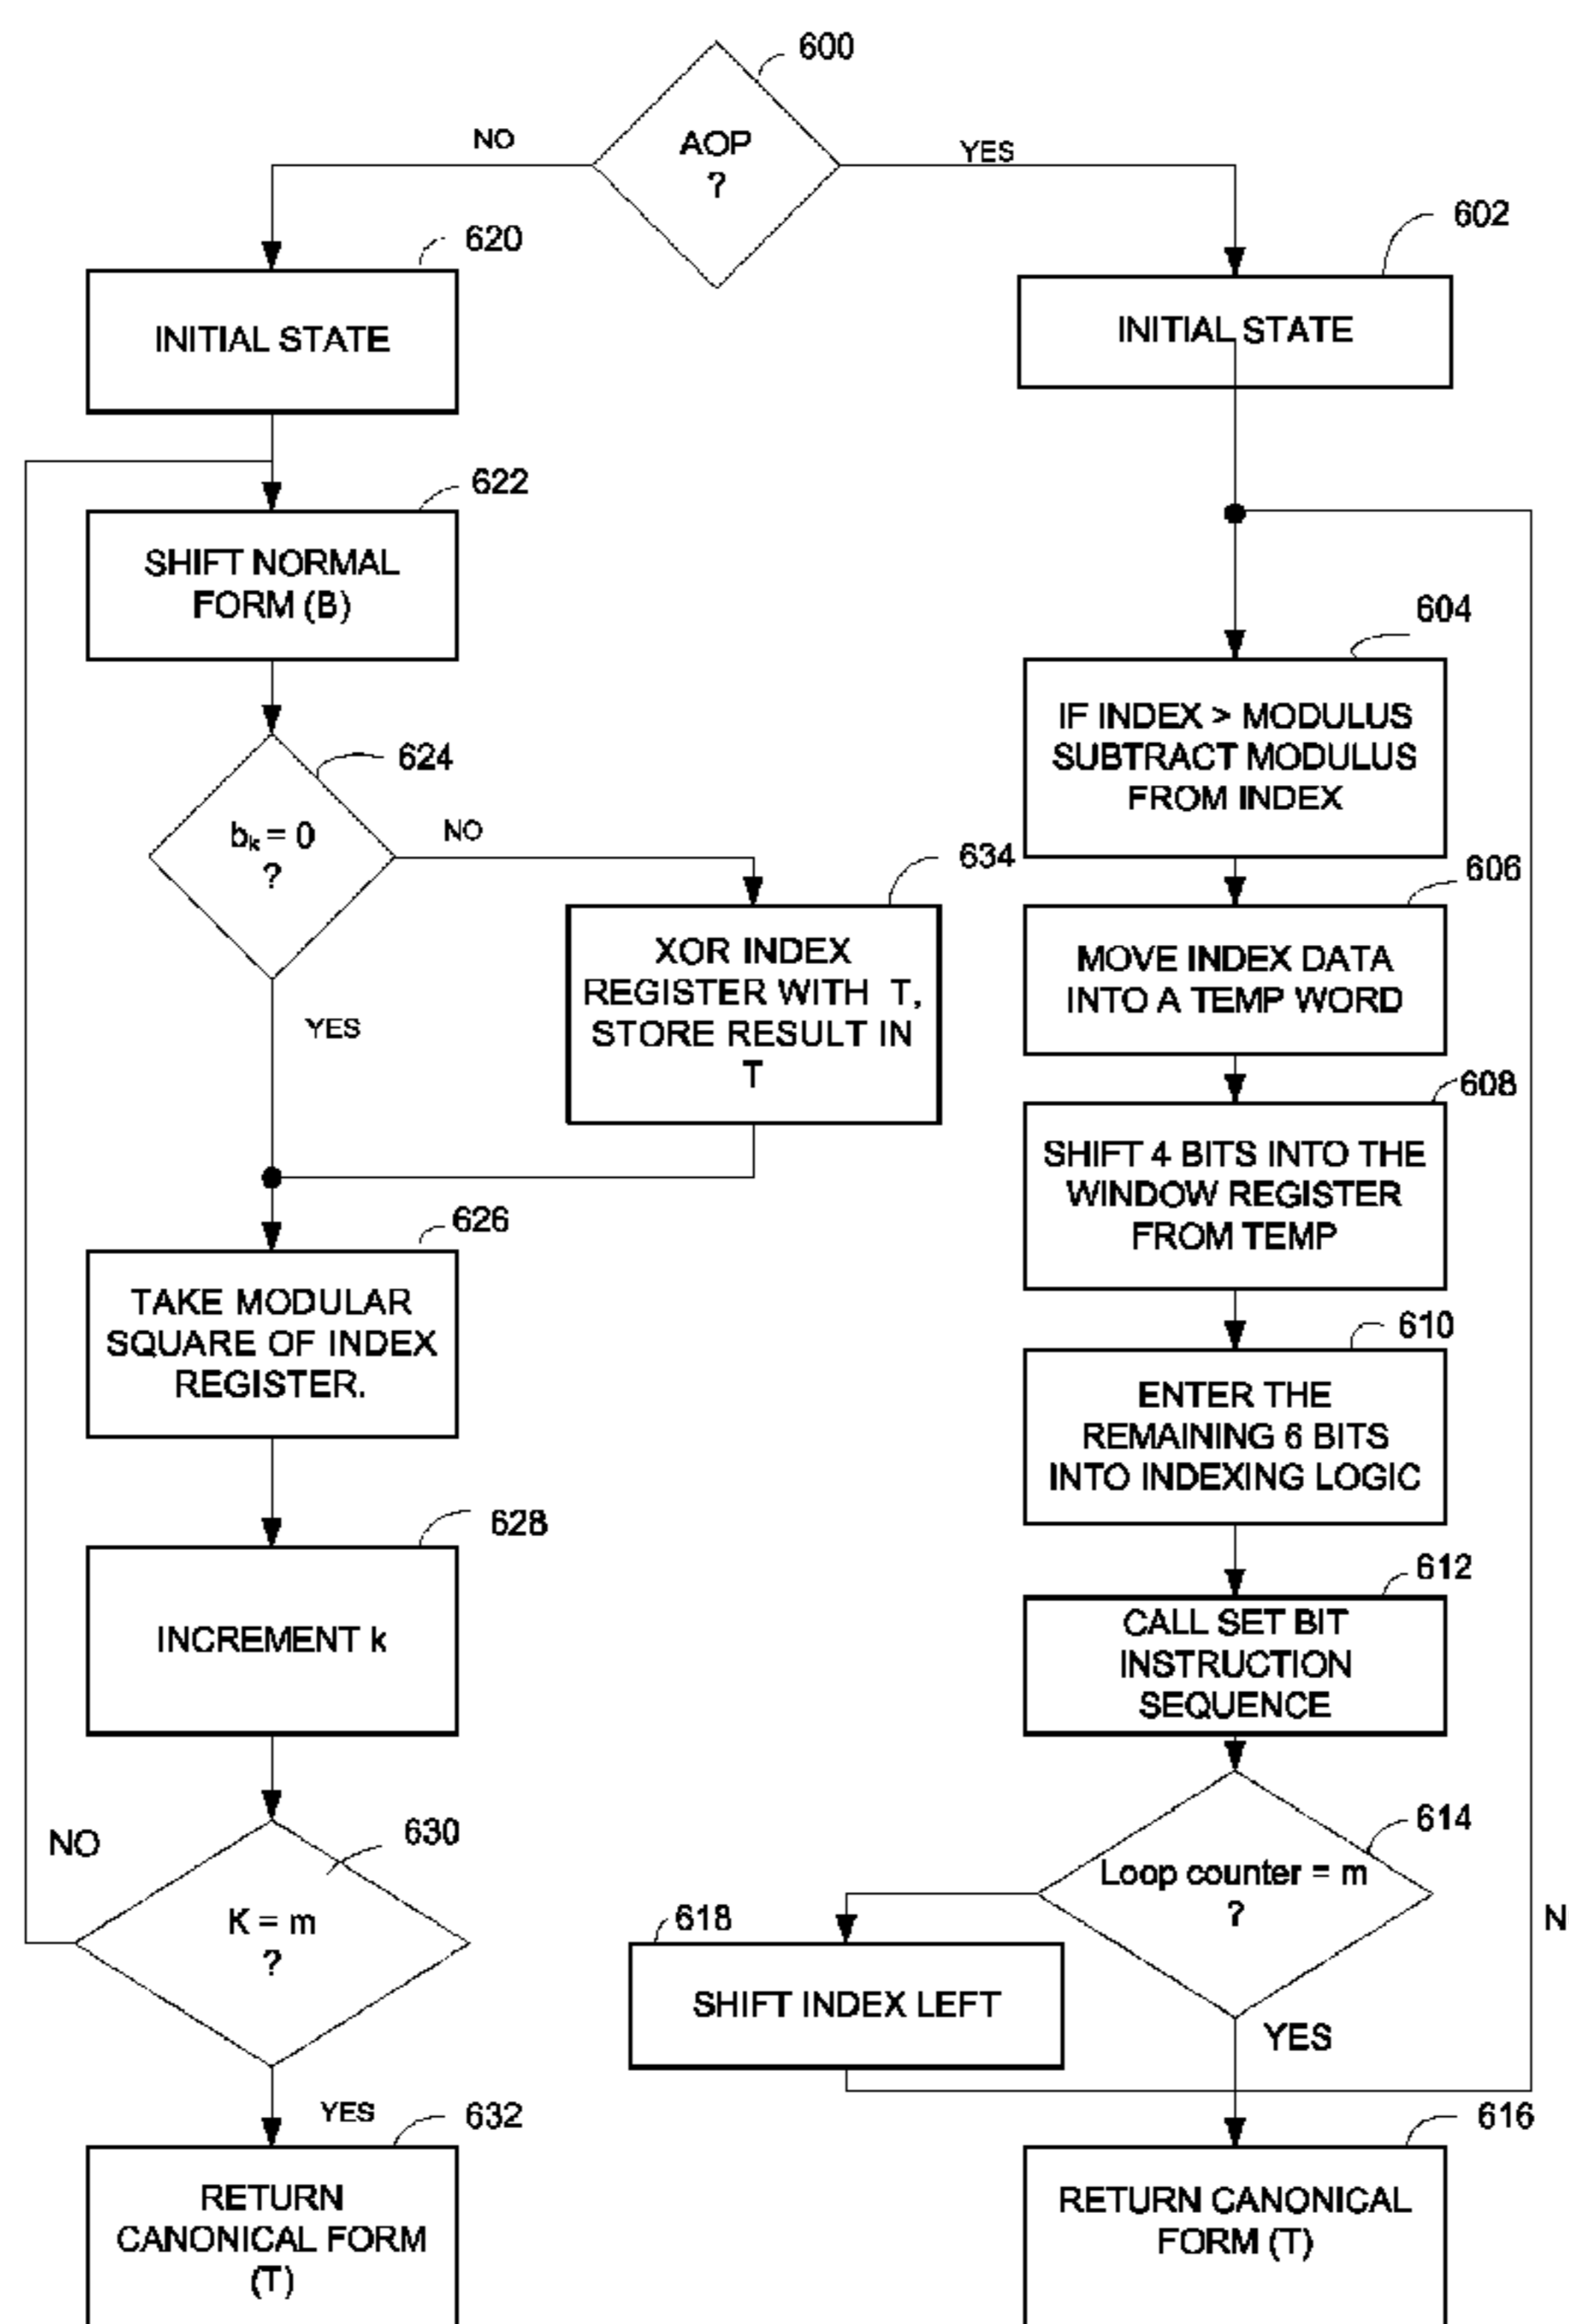 600
AOP
?
NO
YES
620
INITIAL STATE
602
INITIAL STATE
622
SHIFT NORMAL
FORM (B)
624
bₖ = 0
?
NO
YES
634
XOR INDEX
REGISTER WITH T,
STORE RESULT IN
T
626
TAKE MODULAR
SQUARE OF INDEX
REGISTER.
628
INCREMENT k
630
K = m
?
NO
YES
632
RETURN
CANONICAL FORM
(T)
604
IF INDEX > MODULUS
SUBTRACT MODULUS
FROM INDEX
606
MOVE INDEX DATA
INTO A TEMP WORD
608
SHIFT 4 BITS INTO THE
WINDOW REGISTER
FROM TEMP
610
ENTER THE
REMAINING 6 BITS
INTO INDEXING LOGIC
612
CALL SET BIT
INSTRUCTION
SEQUENCE
614
Loop counter = m
?
N
618
SHIFT INDEX LEFT
YES
616
RETURN CANONICAL
FORM (T)